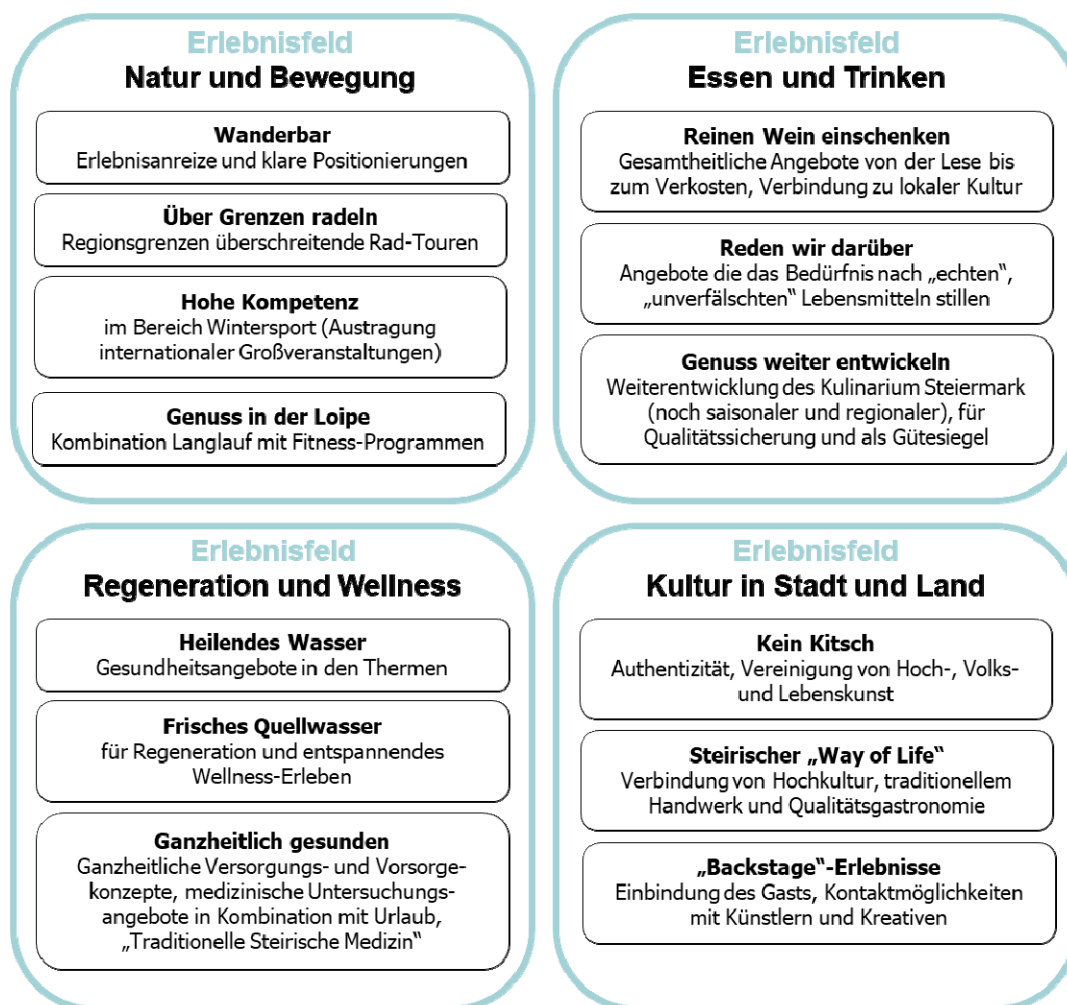 Erlebnisfeld
Natur und Bewegung
Wanderbar
Erlebnisanreize und klare Positionierungen
Über Grenzen radeln
Regionsgrenzen überschreitende Rad-Touren
Hohe Kompetenz
im Bereich Wintersport (Austragung
internationaler Großveranstaltungen)
Genuss in der Loipe
Kombination Langlauf mit Fitness-Programmen
Erlebnisfeld
Essen und Trinken
Reinen Wein einschenken
Gesamtheitliche Angebote von der Lese bis
zum Verkosten, Verbindung zu lokaler Kultur
Reden wir darüber
Angebote die das Bedürfnis nach „echten“,
„unverfälschten“ Lebensmitteln stillen
Genuss weiter entwickeln
Weiterentwicklung des Kulinarium Steiermark
(noch saisonaler und regionaler), für
Qualitätssicherung und als Gütesiegel
Erlebnisfeld
Regeneration und Wellness
Heilendes Wasser
Gesundheitsangebote in den Thermen
Frisches Quellwasser
für Regeneration und entspannendes
Wellness-Erleben
Ganzheitlich gesunden
Ganzheitliche Versorgungs- und Vorsorge-
konzepte, medizinische Untersuchungs-
angebote in Kombination mit Urlaub,
„Traditionelle Steirische Medizin“
Erlebnisfeld
Kultur in Stadt und Land
Kein Kitsch
Authentizität, Vereinigung von Hoch-, Volks-
und Lebenskunst
Steirischer „Way of Life“
Verbindung von Hochkultur, traditionellem
Handwerk und Qualitätsgastronomie
„Backstage“-Erlebnisse
Einbindung des Gasts, Kontaktmöglichkeiten
mit Künstlern und Kreativen